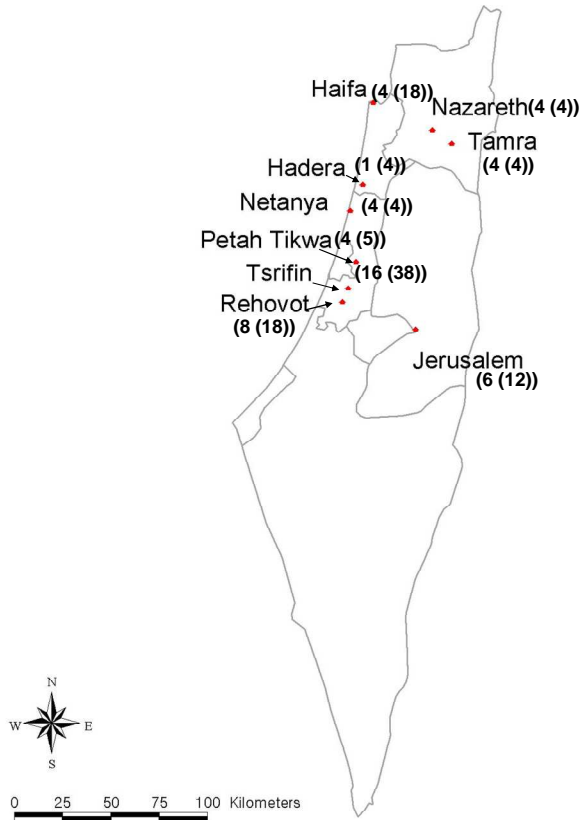 Haifa (4 (18))
Nazareth (4 (4))
Tamra
(4 (4))
Hadera (1 (4))
Netanya (4 (4))
Petah Tikwa (4 (5))
Tsrifin (16 (38))
Rehovot
(8 (18))
Jerusalem
(6 (12))
N
W E
S
0 25 50 75 100 Kilometers